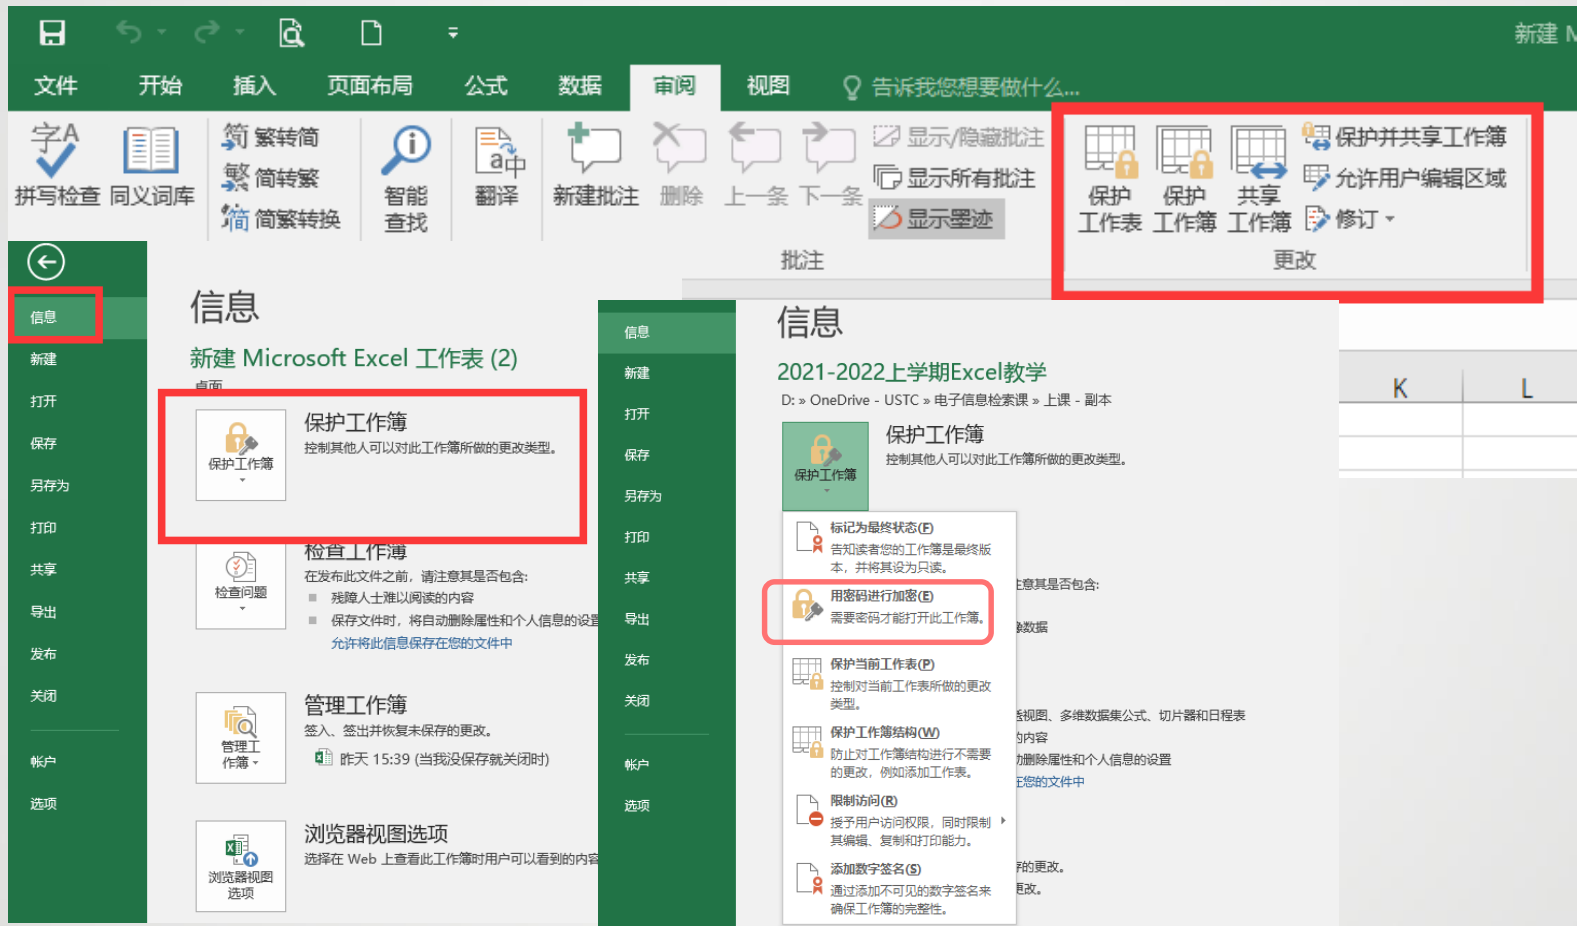 新建 M
文件 开始 插入 页面布局 公式 数据 审阅 视图 告诉我您想要做什么...
拼写检查 同义词库
繁转简
简转繁
简繁转换
智能
查找
翻译
新建批注 删除 上一条 下一条
显示/隐藏批注
显示所有批注
显示墨迹
批注
保护
工作表
保护
工作簿
共享
工作簿
保护并共享工作簿
允许用户编辑区域
修订
更改
K L
信息
新建
打开
保存
另存为
打印
共享
导出
发布
关闭
帐户
选项
信息
新建 Microsoft Excel 工作表 (2)
桌面
保护工作簿
保护工作簿
控制其他人可以对此工作簿所做的更改类型。
检查问题
检查工作簿
在发布此文件之前，请注意其是否包含:
残障人士难以阅读的内容
保存文件时，将自动删除属性和个人信息的设置
允许将此信息保存在您的文件中
管理工
作簿
管理工作簿
签入、签出并恢复未保存的更改。
昨天 15:39 (当我没保存就关闭时)
浏览器视图
选项
浏览器视图选项
选择在 Web 上查看此工作簿时用户可以看到的内容
信息
新建
打开
保存
另存为
打印
共享
导出
发布
关闭
帐户
选项
信息
2021-2022上学期Excel教学
D: » OneDrive - USTC » 电子信息检索课 » 上课 - 副本
保护工作簿
保护工作簿
控制其他人可以对此工作簿所做的更改类型。
标记为最终状态(F)
告知读者您的工作簿是最终版
本，并将其设为只读。
用密码进行加密(E)
需要密码才能打开此工作簿。
保护当前工作表(P)
控制对当前工作表所做的更改
类型。
保护工作簿结构(W)
防止对工作簿结构进行不需要
的更改，例如添加工作表。
限制访问(R)
授予用户访问权限，同时限制
其编辑、复制和打印能力。
添加数字签名(S)
通过添加不可见的数字签名来
确保工作簿的完整性。
注意其是否包含:
数据
透视图、多维数据集公式、切片器和日程表
的内容
动删除属性和个人信息的设置
在您的文件中
存的更改。
更改。